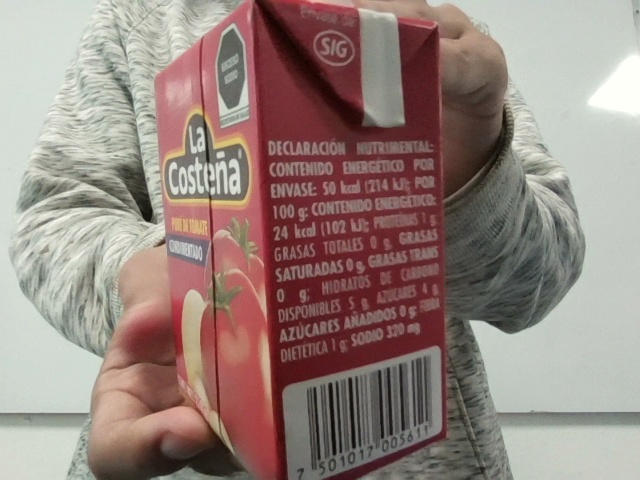 Envase de
SIG
EXCESO
SODIO
La
Costeña
PURÉ DE TOMATE
CONDIMENTADO
DECLARACIÓN NUTRIMENTAL:
CONTENIDO ENERGÉTICO POR
ENVASE: 50 kcal (214 kJ); POR
100 g: CONTENIDO ENERGÉTICO:
24 kcal (102 kJ); PROTEÍNAS 1 g
GRASAS TOTALES 0 g, GRASAS
SATURADAS 0 g, GRASAS TRANS
0 g; HIDRATOS DE CARBONO
DISPONIBLES 5 g, AZÚCARES 4 g,
AZÚCARES AÑADIDOS 0 g; FIBRA
DIETÉTICA 1 g; SODIO 320 mg
7 501017 005611